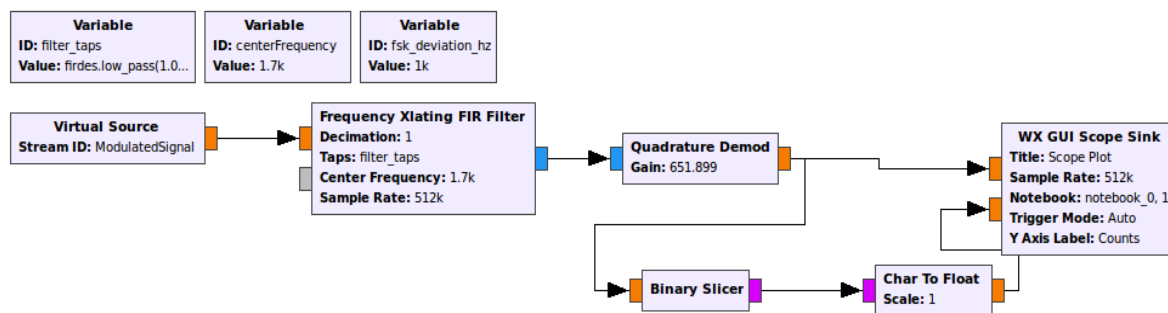 Variable
ID: filter_taps
Value: firdes.low_pass(1.0...
Variable
ID: centerFrequency
Value: 1.7k
Variable
ID: fsk_deviation_hz
Value: 1k
Virtual Source
Stream ID: ModulatedSignal
Frequency Xlating FIR Filter
Decimation: 1
Taps: filter_taps
Center Frequency: 1.7k
Sample Rate: 512k
Quadrature Demod
Gain: 651.899
WX GUI Scope Sink
Title: Scope Plot
Sample Rate: 512k
Notebook: notebook_0, 1
Trigger Mode: Auto
Y Axis Label: Counts
Binary Slicer
Char To Float
Scale: 1